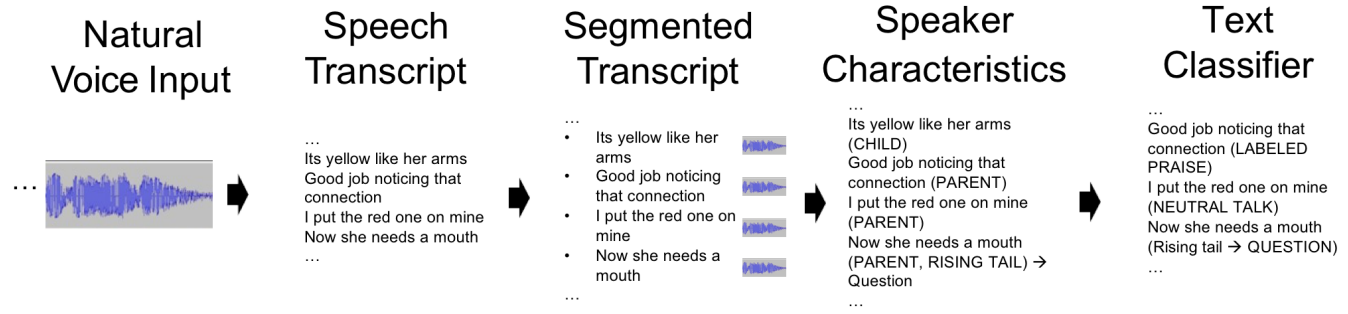 Natural
Voice Input
…
Speech
Transcript
…
Its yellow like her arms
Good job noticing that
connection
I put the red one on mine
Now she needs a mouth
…
Segmented
Transcript
…
• Its yellow like her
arms
• Good job noticing
that connection
• I put the red one on
mine
• Now she needs a
mouth
…
Speaker
Characteristics
…
Its yellow like her arms
(CHILD)
Good job noticing that
connection (PARENT)
I put the red one on mine
(PARENT)
Now she needs a mouth
(PARENT, RISING TAIL) →
Question
…
Text
Classifier
…
Good job noticing that
connection (LABELED
PRAISE)
I put the red one on mine
(NEUTRAL TALK)
Now she needs a mouth
(Rising tail → QUESTION)
…